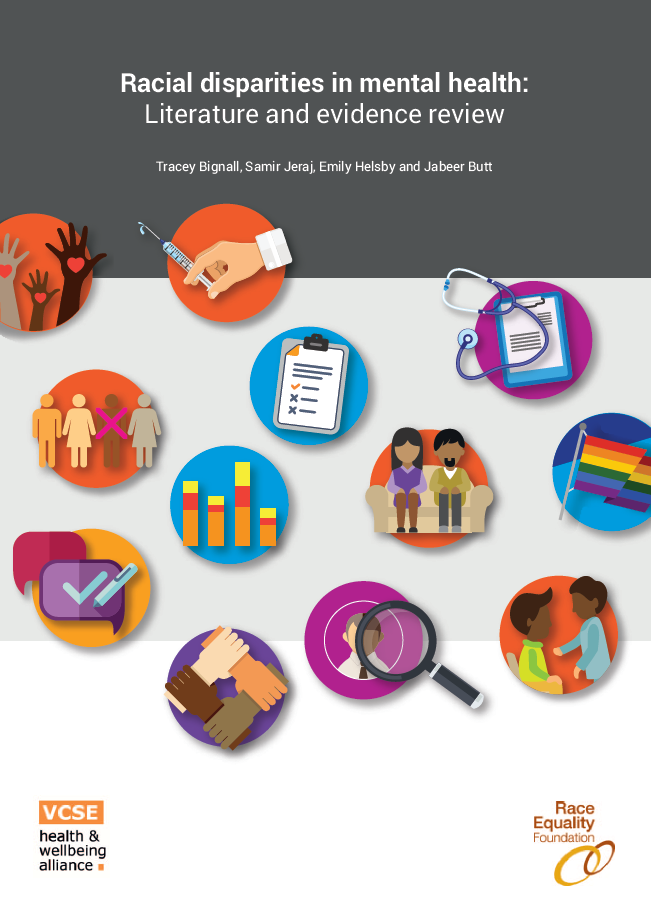 Racial disparities in mental health:
Literature and evidence review
Tracey Bignall, Samir Jeraj, Emily Helsby and Jabeer Butt
VCSE
health &
wellbeing
alliance
Race
Equality
Foundation